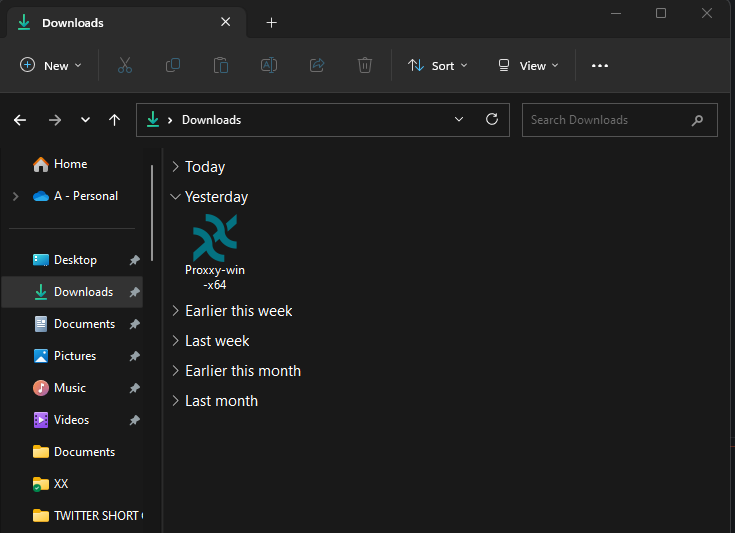 Downloads
New
Sort
View
Downloads
Search Downloads
Home
A - Personal
Desktop
Downloads
Documents
Pictures
Music
Videos
Documents
XX
TWITTER SHORT
Today
Yesterday
Proxxy-win
-x64
Earlier this week
Last week
Earlier this month
Last month